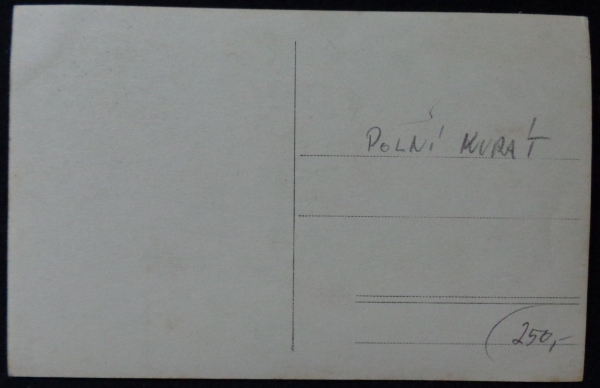 POLNÍ KURÁT
250,-